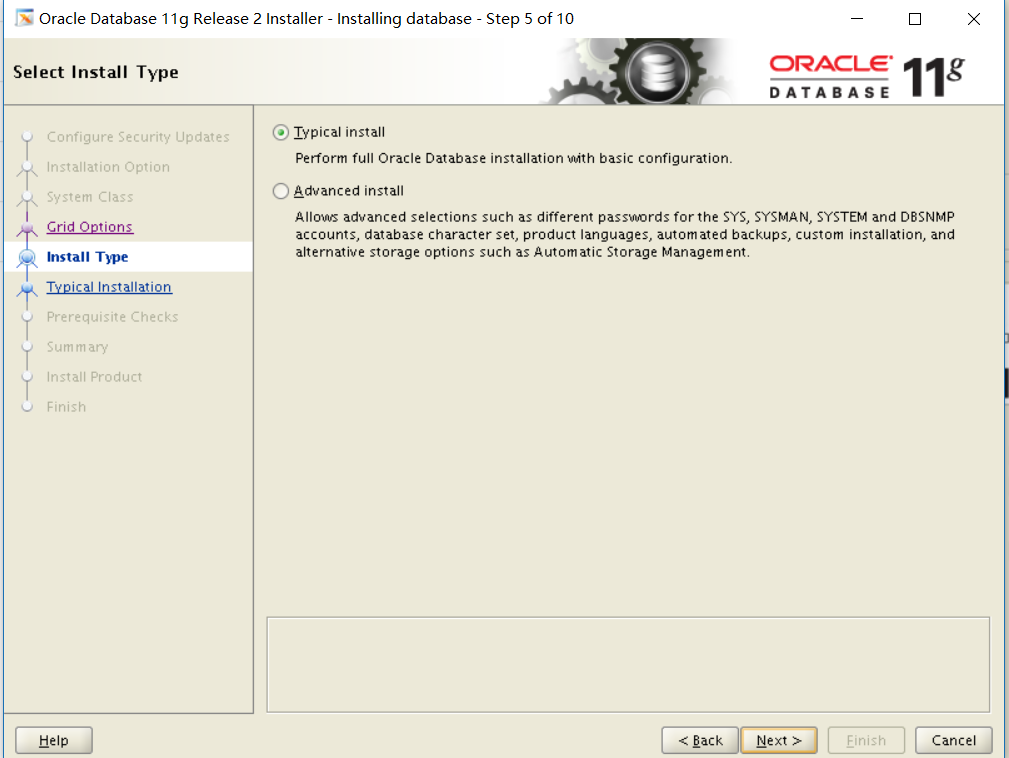 Oracle Database 11g Release 2 Installer - Installing database - Step 5 of 10
Select Install Type
ORACLE
DATABASE
11g
Configure Security Updates
Installation Option
System Class
Grid Options
Install Type
Typical Installation
Prerequisite Checks
Summary
Install Product
Finish
Typical install
Perform full Oracle Database installation with basic configuration.
Advanced install
Allows advanced selections such as different passwords for the SYS, SYSMAN, SYSTEM and DBSNMP
accounts, database character set, product languages, automated backups, custom installation, and
alternative storage options such as Automatic Storage Management.
Help
< Back
Next >
Finish
Cancel